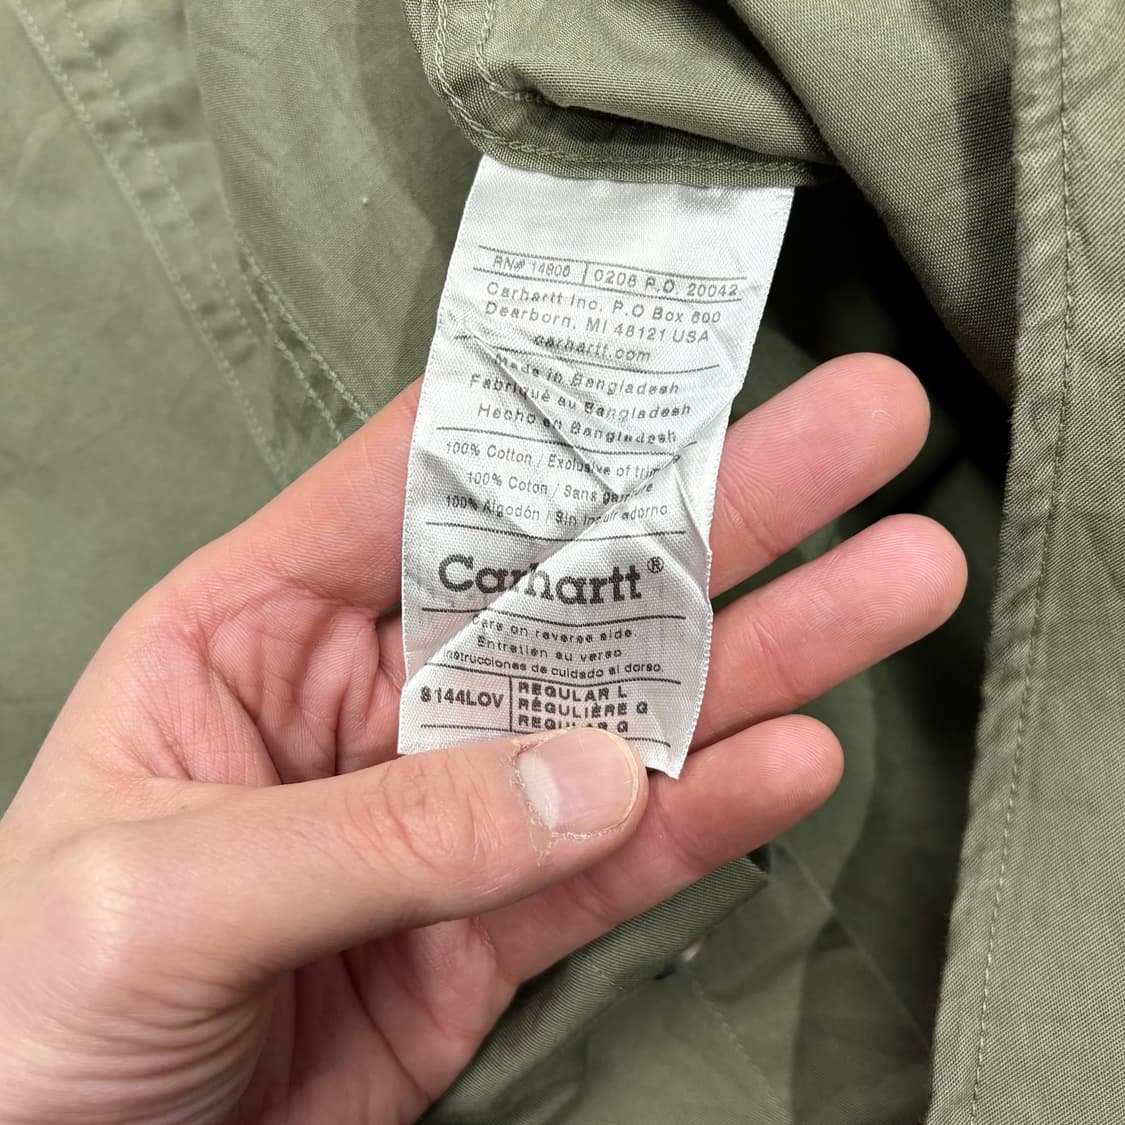 RN# 14806 | 0206 P.O. 20042
Carhartt Inc. P.O Box 600
Dearborn, MI 48121 USA
carhartt.com
Made in Bangladesh
Fabriqué au Bangladesh
Hecho en Bangladesh
100% Cotton / Exclusive of trim
100% Coton / Sans garniture
100% Algodón / Sin incluir adorno
Carhartt®
Care on reverse side.
Entretien au verso
Instrucciones de cuidado al dorso.
S144LOV
REGULAR L
RÉGULIÈRE G
REGULAR G